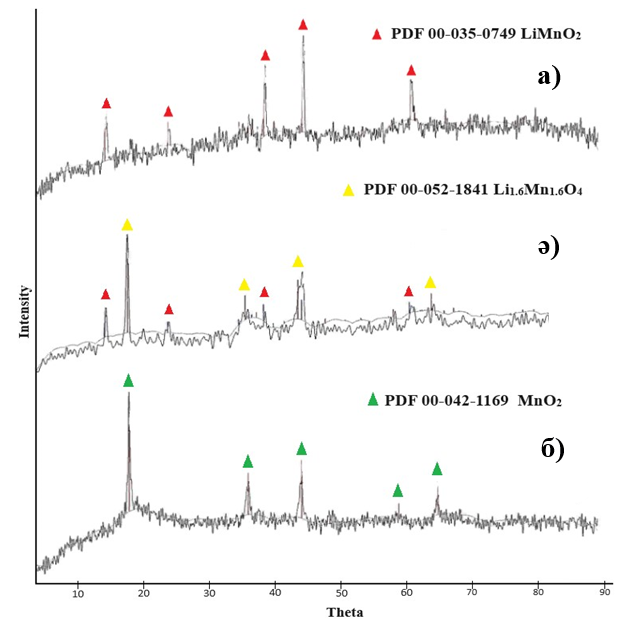 PDF 00-035-0749 LiMnO₂
а)
PDF 00-052-1841 Li₁.₆Mn₁.₆O₄
ә)
Intensity
PDF 00-042-1169 MnO₂
б)
10 20 30 40 50 60 70 80 90
Theta